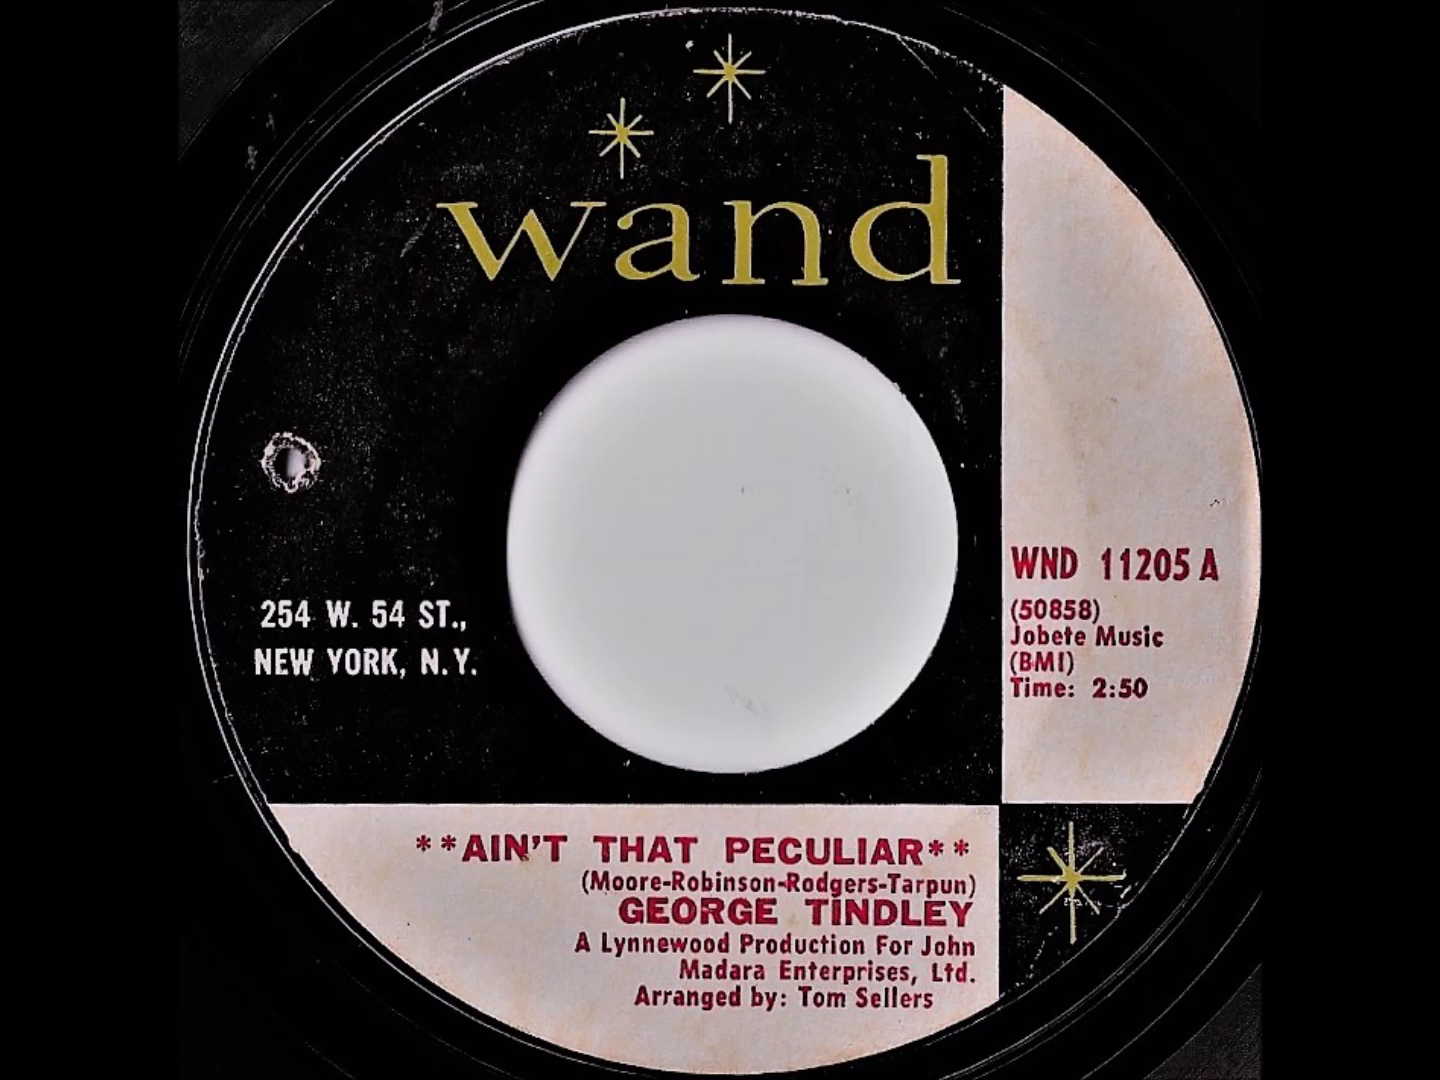 wand
254 W. 54 ST.,
NEW YORK, N.Y.
WND 11205 A
(50858)
Jobete Music
(BMI)
Time: 2:50
**AIN'T THAT PECULIAR**
(Moore-Robinson-Rodgers-Tarpun)
GEORGE TINDLEY
A Lynnewood Production For John
Madara Enterprises, Ltd.
Arranged by: Tom Sellers